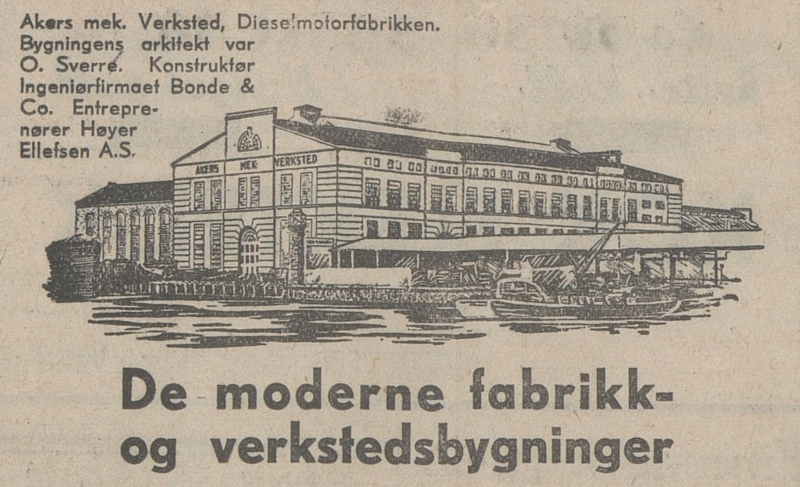 Akers mek. Verksted, Dieselmotorfabrikken.
Bygningens arkitekt var
O. Sverre. Konstruktør
Ingeniørfirmaet Bonde &
Co. Entrepre-
nører Høyer
Ellefsen A.S.
AKERS MEK. VERKSTED
De moderne fabrikk-
og verkstedsbygninger